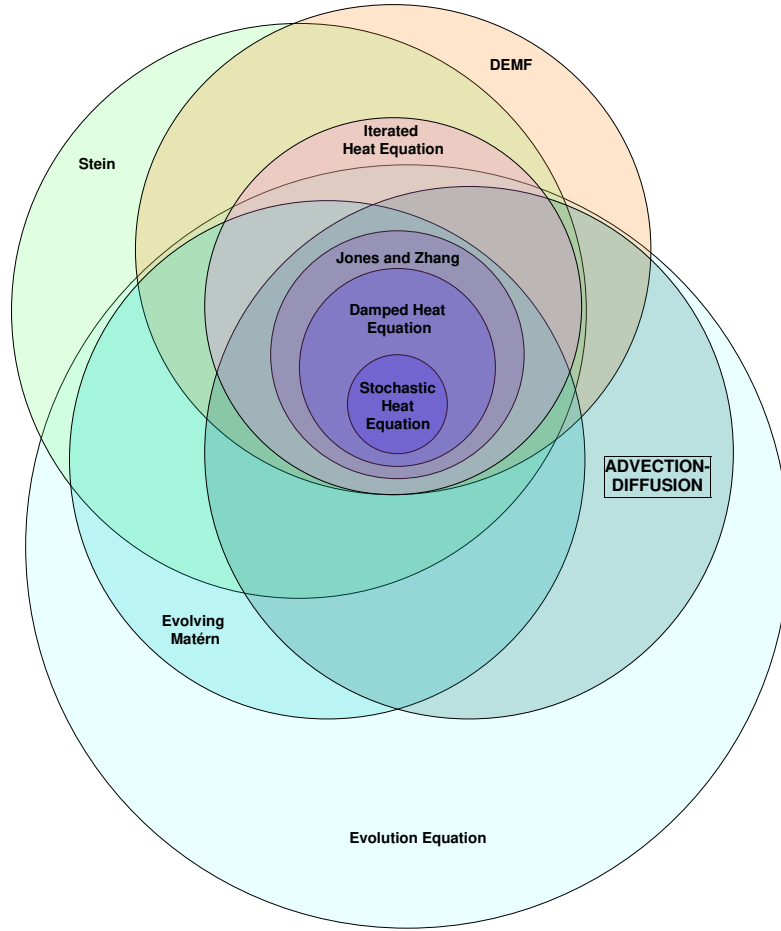 DEMF
Iterated
Heat Equation
Stein
Jones and Zhang
Damped Heat
Equation
Stochastic
Heat
Equation
ADVECTION-
DIFFUSION
Evolving
Matérn
Evolution Equation